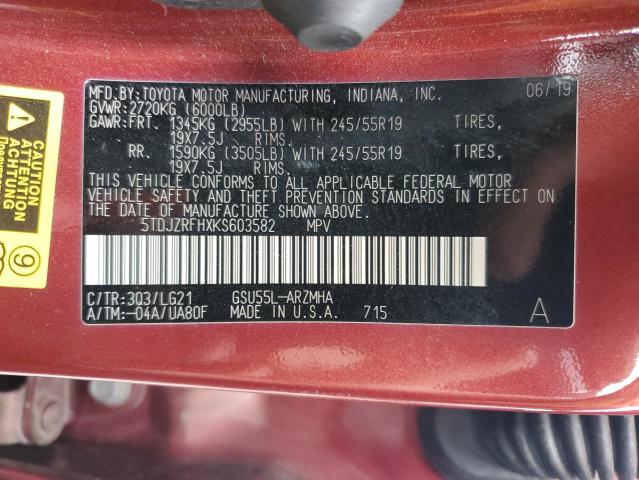 MFD.BY:TOYOTA MOTOR MANUFACTURING, INDIANA, INC. 06/19
GVWR:2720KG (6000LB)
GAWR:FRT. 1345KG (2955LB) WITH 245/55R19 TIRES,
19X7.5J RIMS.
RR. 1590KG (3505LB) WITH 245/55R19 TIRES,
19X7.5J RIMS.
THIS VEHICLE CONFORMS TO ALL APPLICABLE FEDERAL MOTOR
VEHICLE SAFETY AND THEFT PREVENTION STANDARDS IN EFFECT ON
THE DATE OF MANUFACTURE SHOWN ABOVE.
5TDJZRFHXKS603582 MPV
C/TR:3Q3/LG21 GSU55L-ARZMHA
A/TM:-04A/UA80F MADE IN U.S.A. 715 A
CAUTION
ATTENTION
ACHTUNG
9